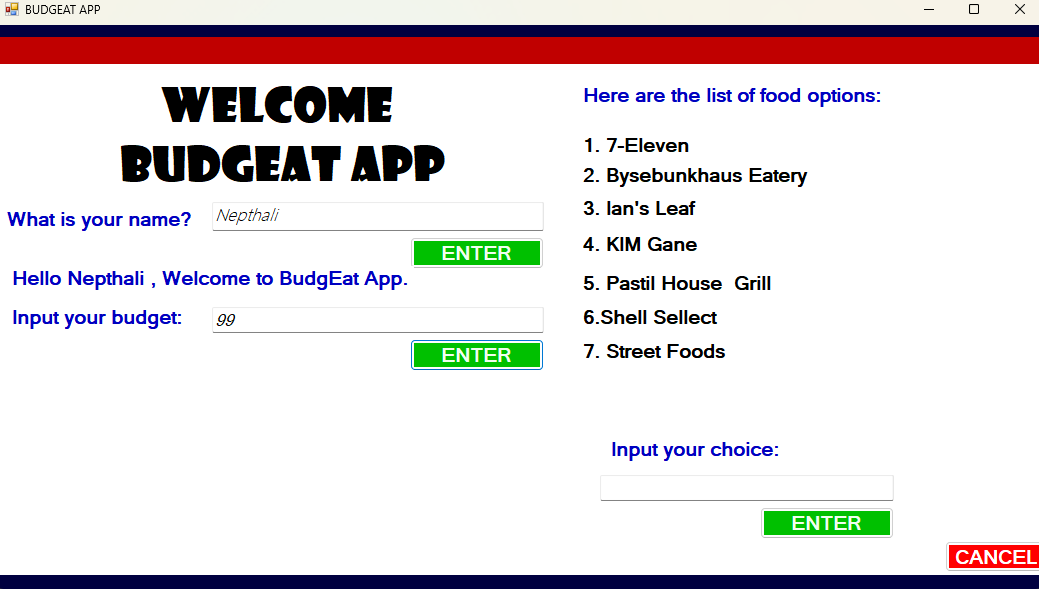 BUDGEAT APP
WELCOME
BUDGEAT APP
What is your name?
Nepthali
ENTER
Hello Nepthali , Welcome to BudgEat App.
Input your budget:
99
ENTER
Here are the list of food options:
1. 7-Eleven
2. Bysebunkhaus Eatery
3. Ian's Leaf
4. KIM Gane
5. Pastil House  Grill
6.Shell Sellect
7. Street Foods
Input your choice:
ENTER
CANCEL